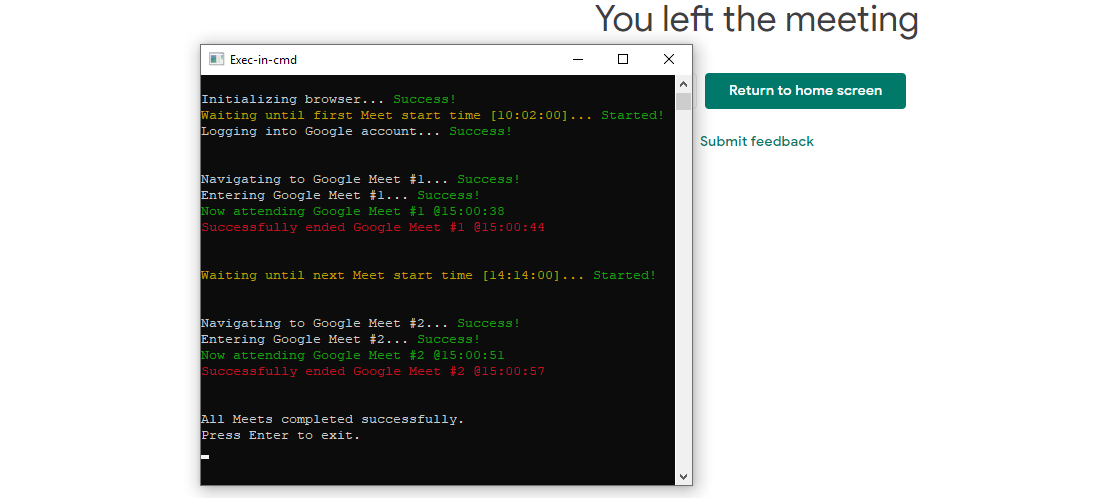 You left the meeting
Exec-in-cmd
Return to home screen
Submit feedback
Initializing browser... Success!
Waiting until first Meet start time [10:02:00]... Started!
Logging into Google account... Success!
Navigating to Google Meet #1... Success!
Entering Google Meet #1... Success!
Now attending Google Meet #1 @15:00:38
Successfully ended Google Meet #1 @15:00:44
Waiting until next Meet start time [14:14:00]... Started!
Navigating to Google Meet #2... Success!
Entering Google Meet #2... Success!
Now attending Google Meet #2 @15:00:51
Successfully ended Google Meet #2 @15:00:57
All Meets completed successfully.
Press Enter to exit.